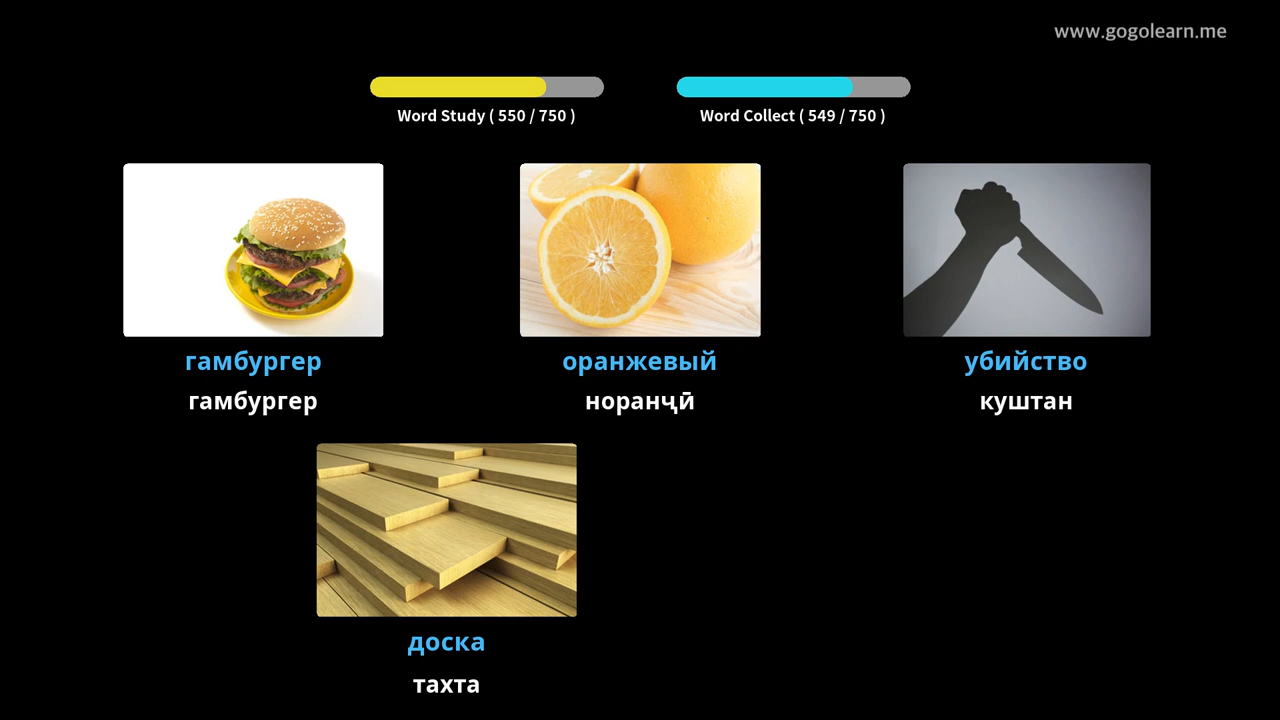 www.gogolearn.me
Word Study ( 550 / 750 )
Word Collect ( 549 / 750 )
гамбургер
гамбургер
оранжевый
норанҷӣ
убийство
куштан
доска
тахта